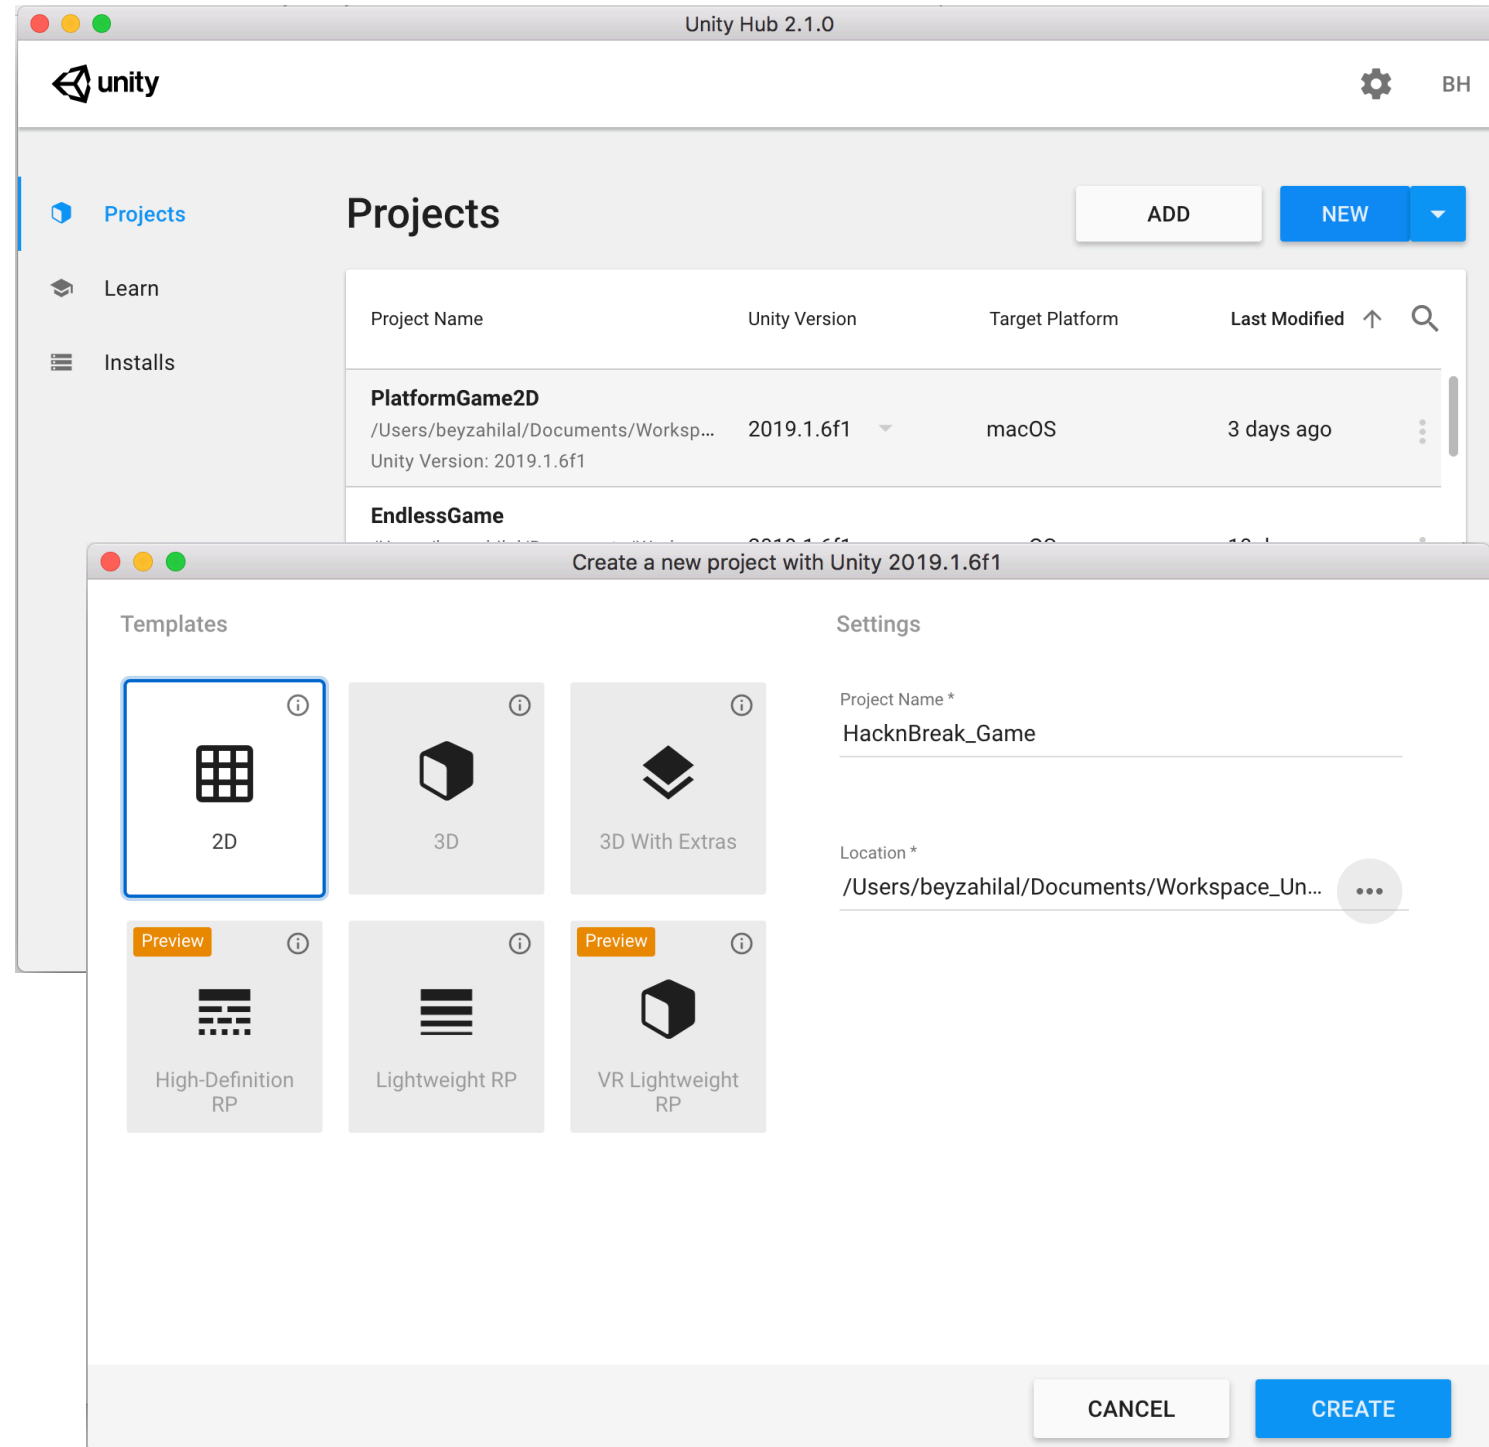 Unity Hub 2.1.0
unity
BH
Projects
Learn
Installs
Projects
ADD
NEW
Project Name
Unity Version
Target Platform
Last Modified
PlatformGame2D
/Users/beyzahilal/Documents/Worksp...
Unity Version: 2019.1.6f1
2019.1.6f1
macOS
3 days ago
EndlessGame
Create a new project with Unity 2019.1.6f1
Templates
2D
3D
3D With Extras
Preview
High-Definition
RP
Lightweight RP
Preview
VR Lightweight
RP
Settings
Project Name *
HacknBreak_Game
Location *
/Users/beyzahilal/Documents/Workspace_Un...
CANCEL
CREATE